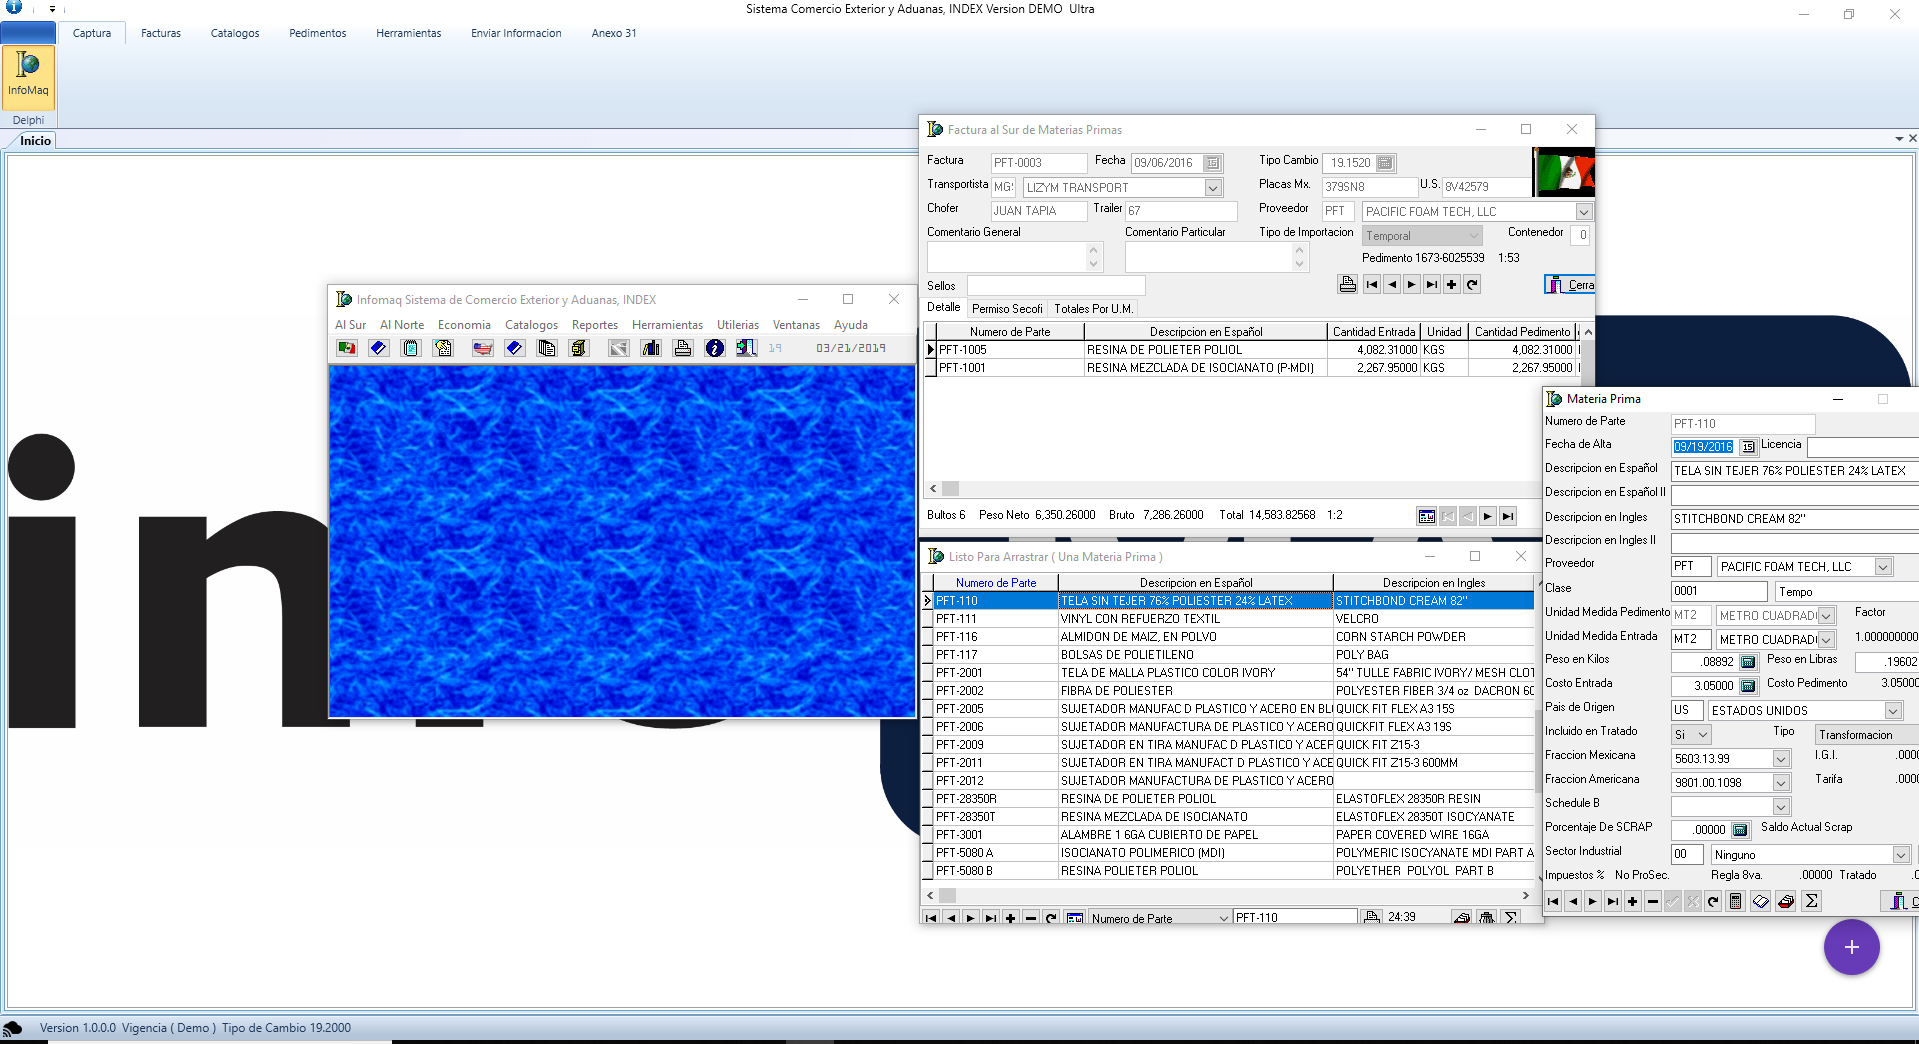 Sistema Comercio Exterior y Aduanas, INDEX Version DEMO  Ultra
Captura Facturas Catalogos Pedimentos Herramientas Enviar Informacion Anexo 31
InfoMaq
Delphi
Inicio
Infomaq Sistema de Comercio Exterior y Aduanas, INDEX
Al Sur Al Norte Economia Catalogos Reportes Herramientas Utilerias Ventanas Ayuda
19 03/21/2019
Factura al Sur de Materias Primas
Factura PFT-0003 Fecha 09/06/2016 15 Tipo Cambio 19.1520
Transportista LIZYM TRANSPORT Placas Mx. 379SN8 U.S. 8V42579
Chofer JUAN TAPIA Trailer 67 Proveedor PFT PACIFIC FOAM TECH, LLC
Comentario General Comentario Particular Tipo de Importacion Temporal Contenedor 0
Pedimento 1673-6025539 1:53
Sellos Cerra
Detalle Permiso Secofi Totales Por U.M.
Numero de Parte Descripcion en Español Cantidad Entrada Unidad Cantidad Pedimento
PFT-1005 RESINA DE POLIETER POLIOL 4,082.31000 KGS 4,082.31000
PFT-1001 RESINA MEZCLADA DE ISOCIANATO (P-MDI) 2,267.95000 KGS 2,267.95000
Bultos 6 Peso Neto 6,350.26000 Bruto 7,286.26000 Total 14,583.82568 1:2
Listo Para Arrastrar ( Una Materia Prima )
Numero de Parte Descripcion en Español Descripcion en Ingles
PFT-110 TELA SIN TEJER 76% POLIESTER 24% LATEX STITCHBOND CREAM 82"
PFT-111 VINYL CON REFUERZO TEXTIL VELCRO
PFT-116 ALMIDON DE MAIZ, EN POLVO CORN STARCH POWDER
PFT-117 BOLSAS DE POLIETILENO POLY BAG
PFT-2001 TELA DE MALLA PLASTICO COLOR IVORY 54" TULLE FABRIC IVORY/ MESH CLOT
PFT-2002 FIBRA DE POLIESTER POLYESTER FIBER 3/4 oz  DACRON 60
PFT-2005 SUJETADOR MANUFAC D PLASTICO Y ACERO EN BL QUICK FIT FLEX A3 15S
PFT-2006 SUJETADOR MANUFACTURA DE PLASTICO Y ACERO QUICKFIT FLEX A3 19S
PFT-2009 SUJETADOR EN TIRA MANUFAC D PLASTICO Y ACEF QUICK FIT Z15-3
PFT-2011 SUJETADOR EN TIRA MANUFACT D PLASTICO Y ACE QUICK FIT Z15-3 600MM
PFT-2012 SUJETADOR MANUFACTURA DE PLASTICO Y ACERO
PFT-28350R RESINA DE POLIETER POLIOL ELASTOFLEX 28350R RESIN
PFT-28350T RESINA MEZCLADA DE ISOCIANATO ELASTOFLEX 28350T ISOCYANATE
PFT-3001 ALAMBRE 1 6GA CUBIERTO DE PAPEL PAPER COVERED WIRE 16GA
PFT-5080 A ISOCIANATO POLIMERICO (MDI) POLYMERIC ISOCYANATE MDI PART A
PFT-5080 B RESINA POLIETER POLIOL POLYETHER  POLYOL  PART B
Numero de Parte PFT-110 24:39
Materia Prima
Numero de Parte PFT-110
Fecha de Alta 09/19/2016 15 Licencia
Descripcion en Español TELA SIN TEJER 76% POLIESTER 24% LATEX
Descripcion en Español II
Descripcion en Ingles STITCHBOND CREAM 82"
Descripcion en Ingles II
Proveedor PFT PACIFIC FOAM TECH, LLC
Clase 0001 Tempo
Unidad Medida Pedimento MT2 METRO CUADRAD Factor
Unidad Medida Entrada MT2 METRO CUADRAD 1.000000000
Peso en Kilos .08892 Peso en Libras .19602
Costo Entrada 3.05000 Costo Pedimento 3.05000
Pais de Origen US ESTADOS UNIDOS
Incluido en Tratado Si Tipo Transformacion
Fraccion Mexicana 5603.13.99 I.G.I. .0000
Fraccion Americana 9801.00.1098 Tarifa .0000
Schedule B
Porcentaje De SCRAP .00000 Saldo Actual Scrap
Sector Industrial 00 Ninguno
Impuestos % No ProSec. Regla 8va. .00000 Tratado .0
Version 1.0.0.0  Vigencia ( Demo )  Tipo de Cambio 19.2000